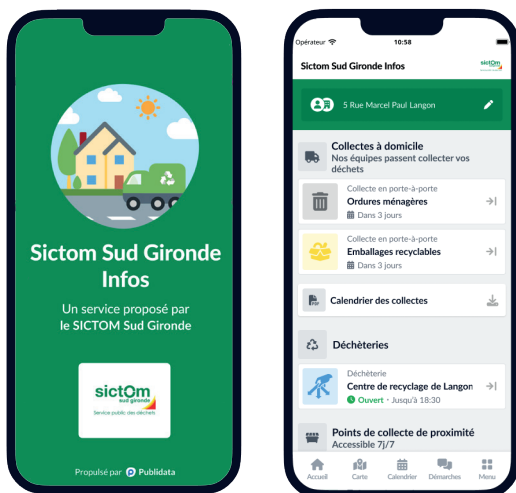 Sictom Sud Gironde
Infos
Un service proposé par
le SICTOM Sud Gironde
sictom
sud gironde
Service public des déchets
Propulsé par Publidata
Opérateur
10:58
Sictom Sud Gironde Infos
sictom
5 Rue Marcel Paul Langon
Collectes à domicile
Nos équipes passent collecter vos
déchets
Collecte en porte-à-porte
Ordures ménagères
Dans 3 jours
Collecte en porte-à-porte
Emballages recyclables
Dans 3 jours
PDF
Calendrier des collectes
Déchèteries
Déchèterie
Centre de recyclage de Langon
Ouvert · Jusqu'à 18:30
Points de collecte de proximité
Accessible 7j/7
Accueil
Carte
Calendrier
Démarches
Menu